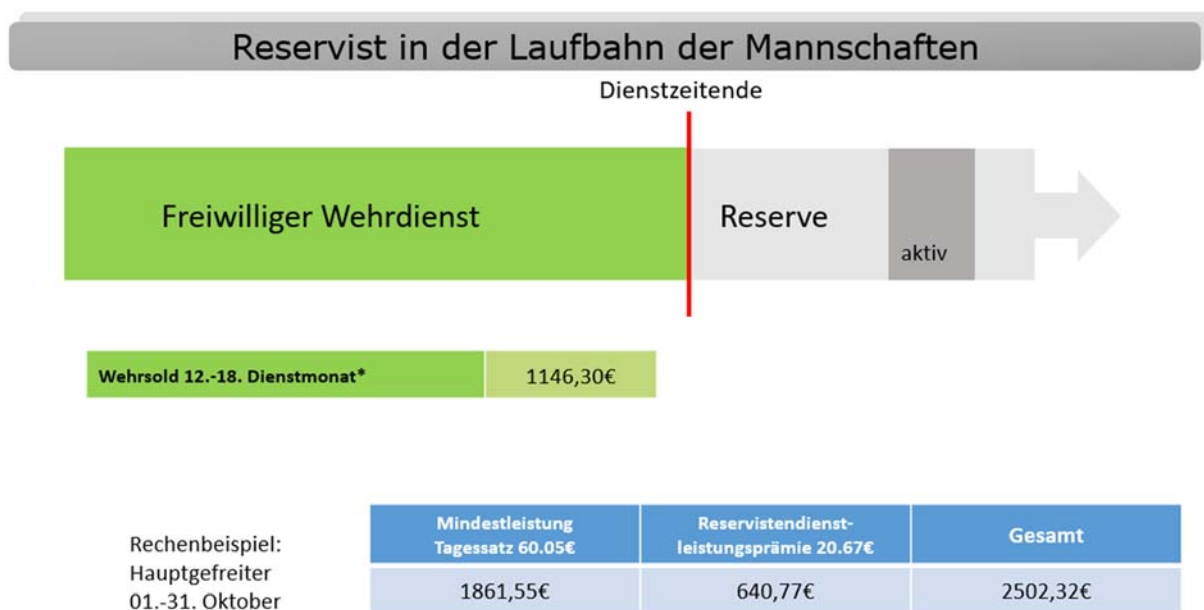 Reservist in der Laufbahn der Mannschaften
Dienstzeitende
Freiwilliger Wehrdienst
Reserve
aktiv
Wehrsold 12.-18. Dienstmonat*
1146,30€
Rechenbeispiel:
Hauptgefreiter
01.-31. Oktober
Mindestleistung
Tagessatz 60.05€
Reservistendienst-
leistungsprämie 20.67€
Gesamt
1861,55€
640,77€
2502,32€